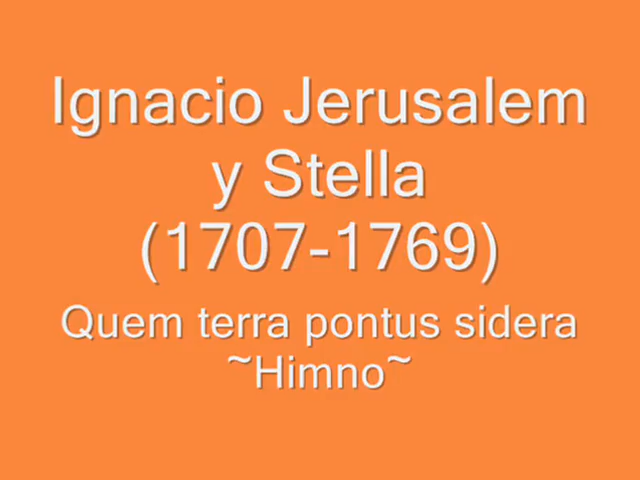 Ignacio Jerusalem
y Stella
(1707-1769)
Quem terra pontus sidera
~Himno~